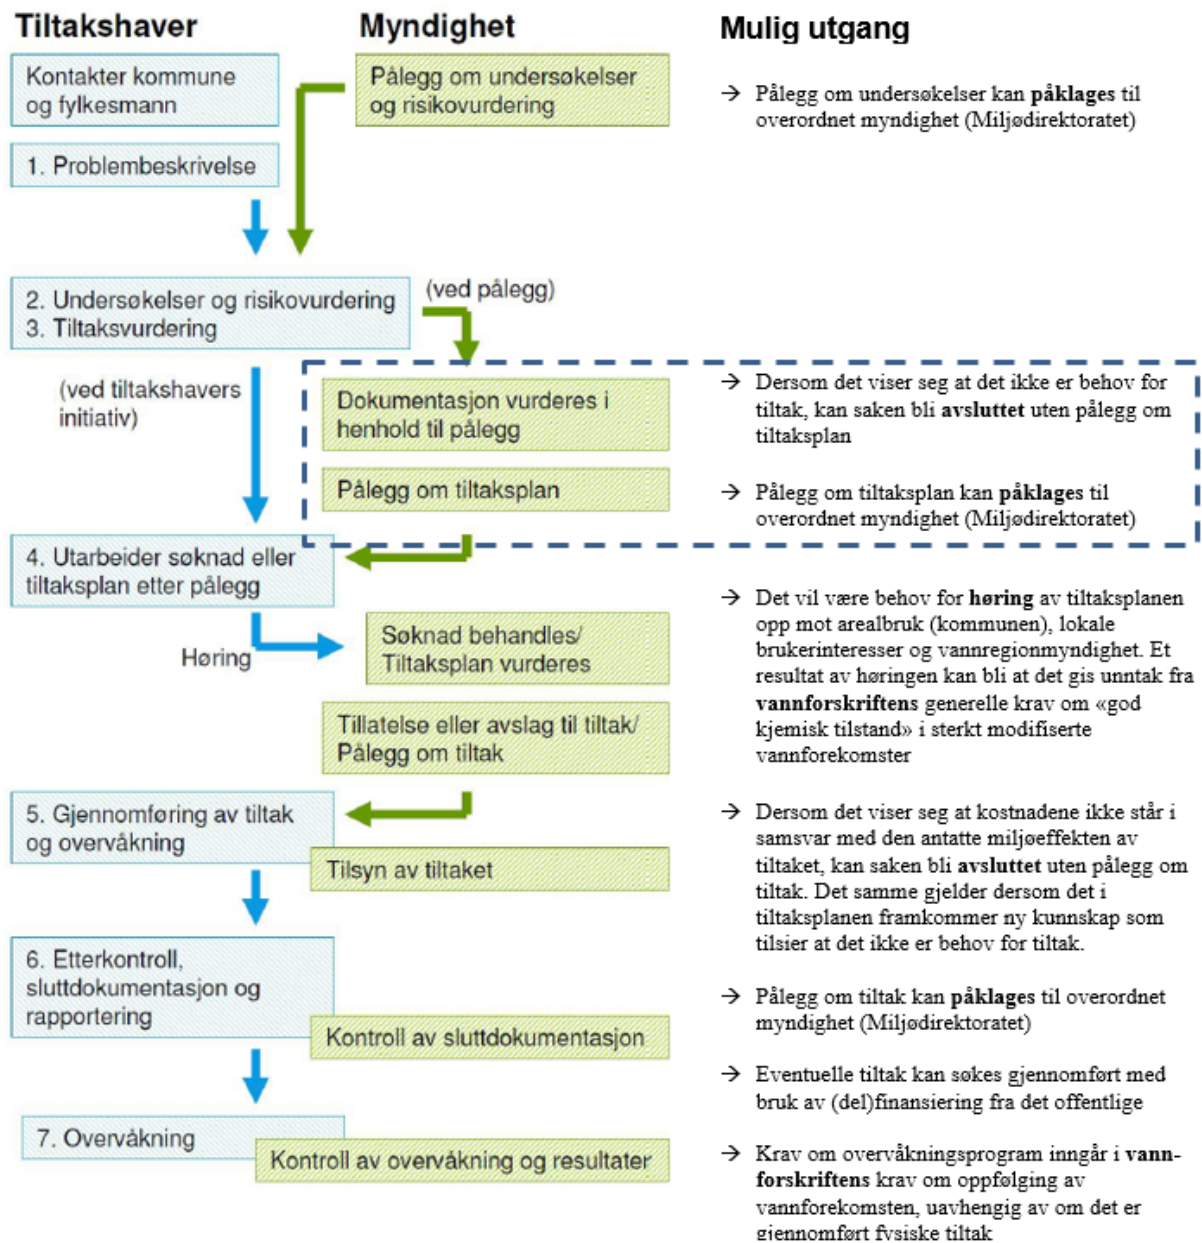 Tiltakshaver
Myndighet
Mulig utgang
Kontakter kommune
og fylkesmann
Pålegg om undersøkelser
og risikovurdering
→ Pålegg om undersøkelser kan påklages til
overordnet myndighet (Miljødirektoratet)
1. Problembeskrivelse
2. Undersøkelser og risikovurdering
3. Tiltaksvurdering
(ved pålegg)
(ved tiltakshavers
initiativ)
Dokumentasjon vurderes i
henhold til pålegg
→ Dersom det viser seg at det ikke er behov for
tiltak, kan saken bli avsluttet uten pålegg om
tiltaksplan
Pålegg om tiltaksplan
→ Pålegg om tiltaksplan kan påklages til
overordnet myndighet (Miljødirektoratet)
4. Utarbeider søknad eller
tiltaksplan etter pålegg
Høring
Søknad behandles/
Tiltaksplan vurderes
→ Det vil være behov for høring av tiltaksplanen
opp mot arealbruk (kommunen), lokale
brukerinteresser og vannregionmyndighet. Et
resultat av høringen kan bli at det gis unntak fra
vannforskriftens generelle krav om «god
kjemisk tilstand» i sterkt modifiserte
vannforekomster
Tillatelse eller avslag til tiltak/
Pålegg om tiltak
5. Gjennomføring av tiltak
og overvåkning
Tilsyn av tiltaket
→ Dersom det viser seg at kostnadene ikke står i
samsvar med den antatte miljøeffekten av
tiltaket, kan saken bli avsluttet uten pålegg om
tiltak. Det samme gjelder dersom det i
tiltaksplanen framkommer ny kunnskap som
tilsier at det ikke er behov for tiltak.
6. Etterkontroll,
sluttdokumentasjon og
rapportering
Kontroll av sluttdokumentasjon
→ Pålegg om tiltak kan påklages til overordnet
myndighet (Miljødirektoratet)
→ Eventuelle tiltak kan søkes gjennomført med
bruk av (del)finansiering fra det offentlige
7. Overvåkning
Kontroll av overvåkning og resultater
→ Krav om overvåkningsprogram inngår i vann-
forskriftens krav om oppfølging av
vannforekomsten, uavhengig av om det er
gjennomført fysiske tiltak